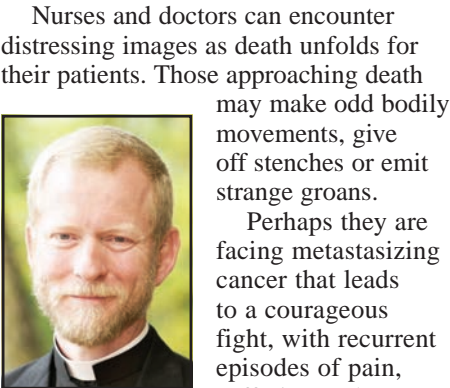 Nurses and doctors can encounter
distressing images as death unfolds for
their patients. Those approaching death
may make odd bodily
movements, give
off stenches or emit
strange groans.
Perhaps they are
facing metastasizing
cancer that leads
to a courageous
fight, with recurrent
episodes of pain,